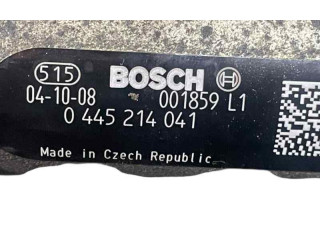 515 BOSCH
04-10-08 001859 L1
0 445 214 041
Made in Czech Republic